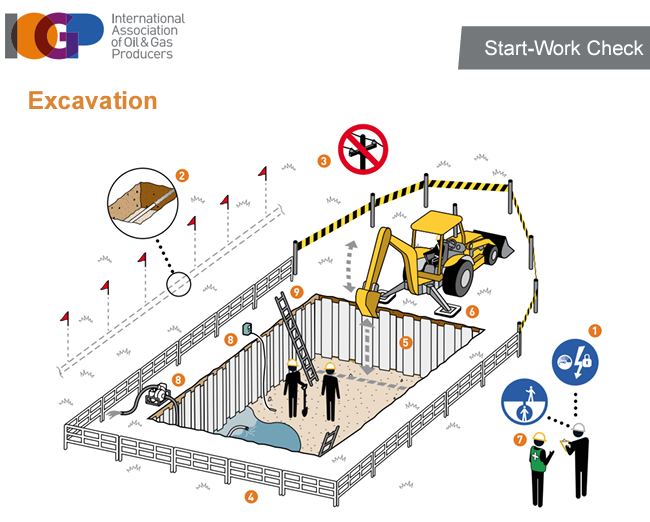 IOGP
International
Association
of Oil & Gas
Producers
Start-Work Check
Excavation
3
2
9
1
8
5
6
8
7
4